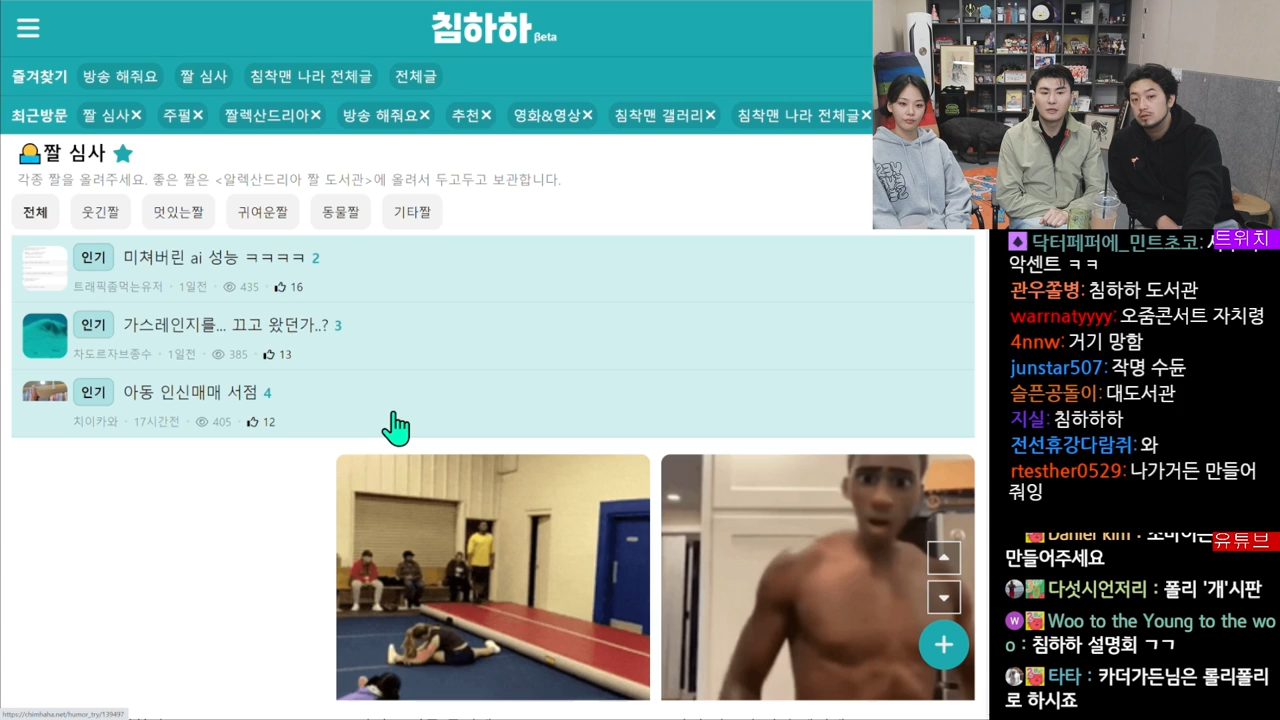 침하하 βeta
즐겨찾기 방송 해줘요 짤 심사 침착맨 나라 전체글 전체글
최근방문 짤 심사✕ 주펄✕ 짤렉산드리아✕ 방송 해줘요✕ 추천✕ 영화&영상✕ 침착맨 갤러리✕ 침착맨 나라 전체글✕
짤 심사
각종 짤을 올려주세요. 좋은 짤은 <알렉산드리아 짤 도서관>에 올려서 두고두고 보관합니다.
전체 웃긴짤 멋있는짤 귀여운짤 동물짤 기타짤
인기 미쳐버린 ai 성능 ㅋㅋㅋㅋ 2
트래픽좀먹는유저 · 1일전 · 435 · 16
인기 가스레인지를... 끄고 왔던가..? 3
차도르자브종수 · 1일전 · 385 · 13
인기 아동 인신매매 서점 4
치이카와 · 17시간전 · 405 · 12
https://chimhaha.net/humor_try/139497
트위치
닥터페퍼에_민트초코:
악센트 ㅋㅋ
관우쫄병: 침하하 도서관
warrnatyyyy: 오줌콘서트 자치령
4nnw: 거기 망함
junstar507: 작명 수듄
슬픈공돌이: 대도서관
지실: 침하하하
전선휴강다람쥐: 와
rtesther0529: 나가거든 만들어
줘잉
유튜브
Daniel kim :
만들어주세요
다섯시언저리 : 폴리 '개'시판
Woo to the Young to the wo
o : 침하하 설명회 ㄱㄱ
타타 : 카더가든님은 롤리폴리
로 하시죠